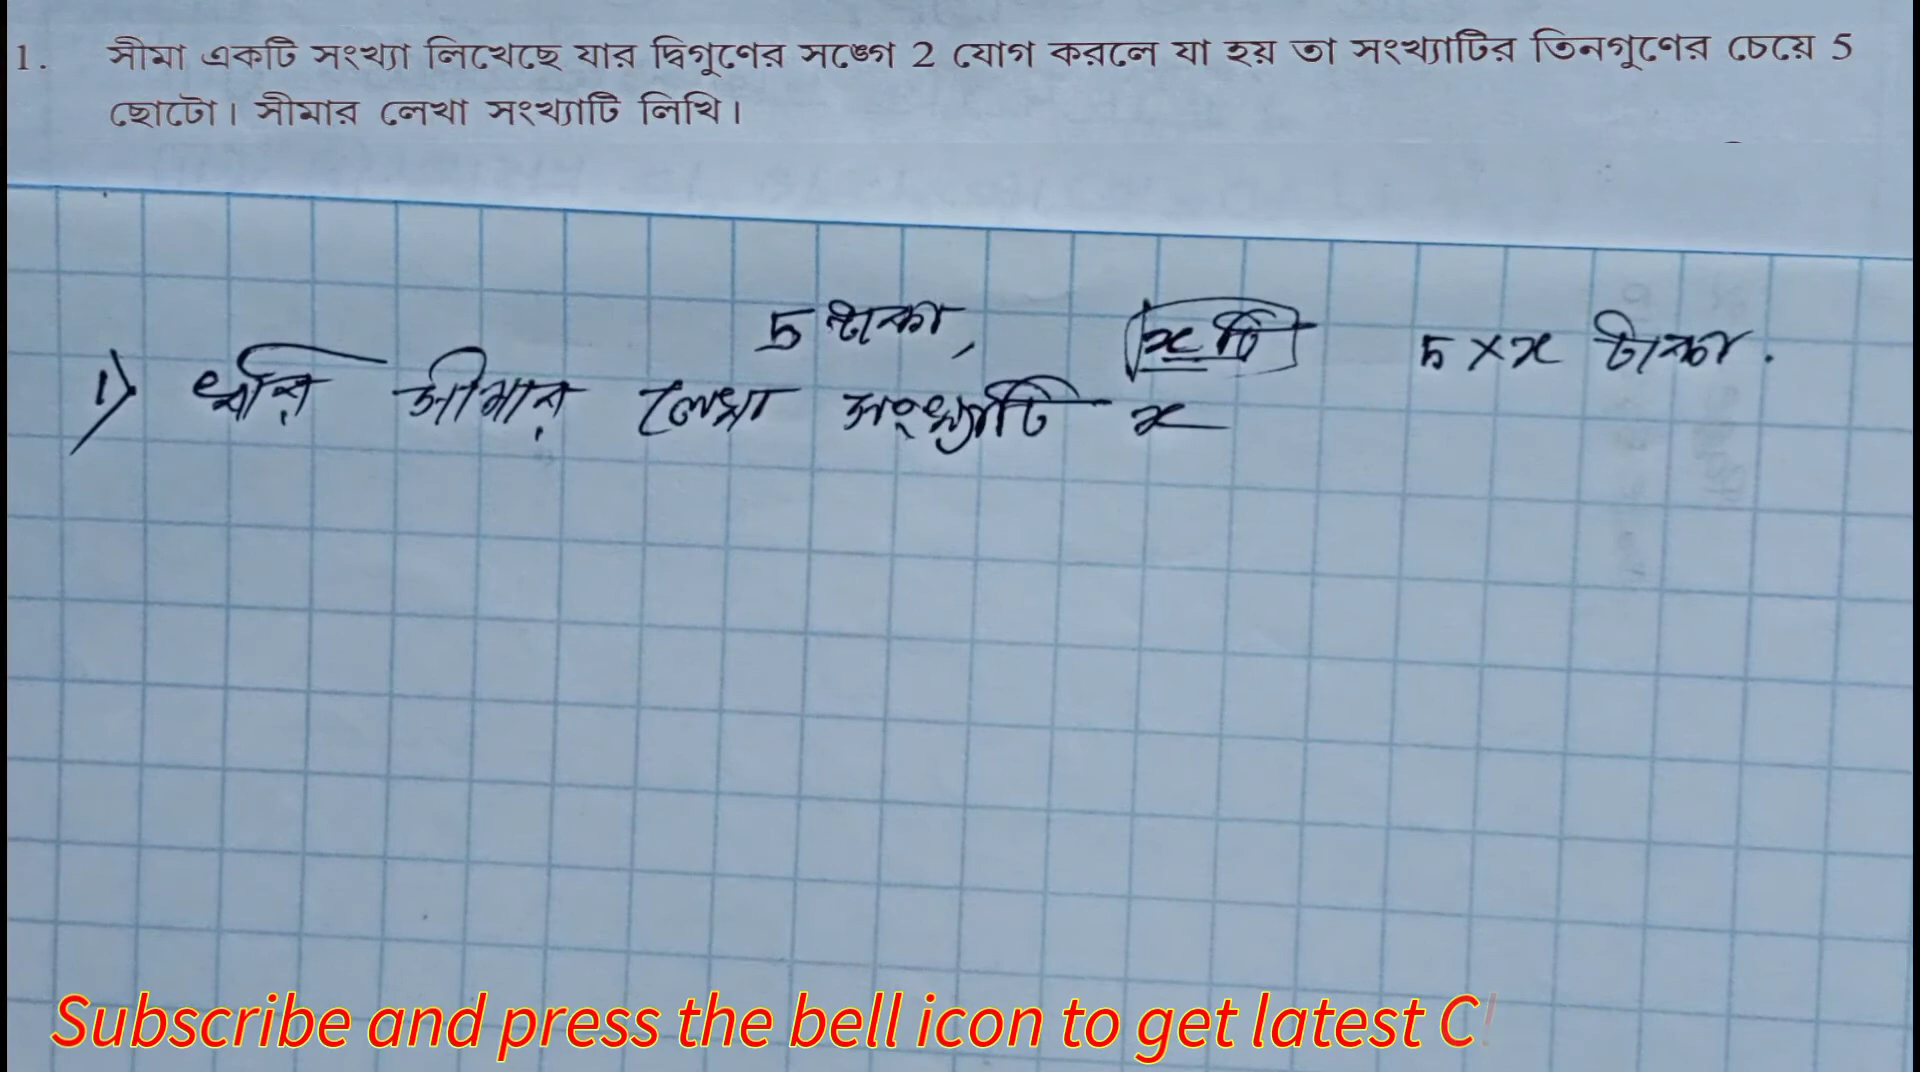 1. সীমা একটি সংখ্যা লিখেছে যার দ্বিগুণের সঙ্গে 2 যোগ করলে যা হয় তা সংখ্যাটির তিনগুণের চেয়ে 5
ছোটো। সীমার লেখা সংখ্যাটি লিখি।
5 টাকা, xটি 5 × x টাকা.
1) ধরি সীমার লেখা সংখ্যাটি x
Subscribe and press the bell icon to get latest C